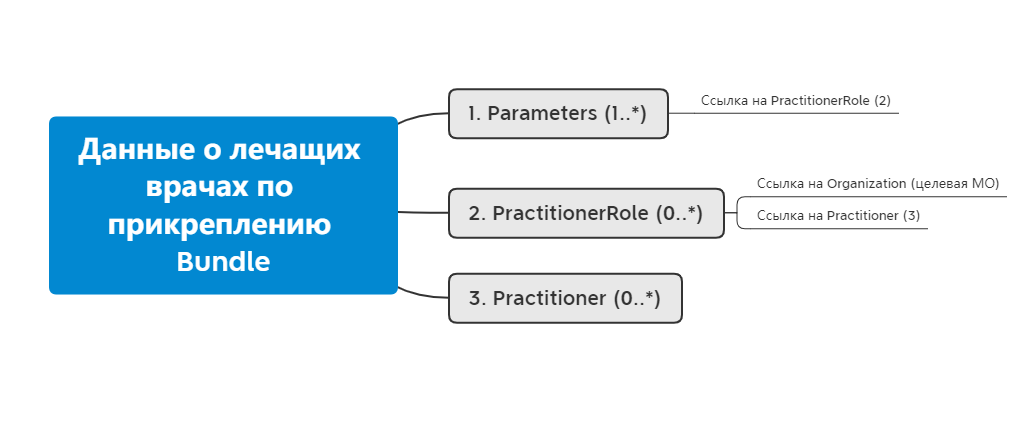 Данные о лечащих
врачах по
прикреплению
Bundle
1. Parameters (1..*)
Ссылка на PractitionerRole (2)
2. PractitionerRole (0..*)
Ссылка на Organization (целевая МО)
Ссылка на Practitioner (3)
3. Practitioner (0..*)